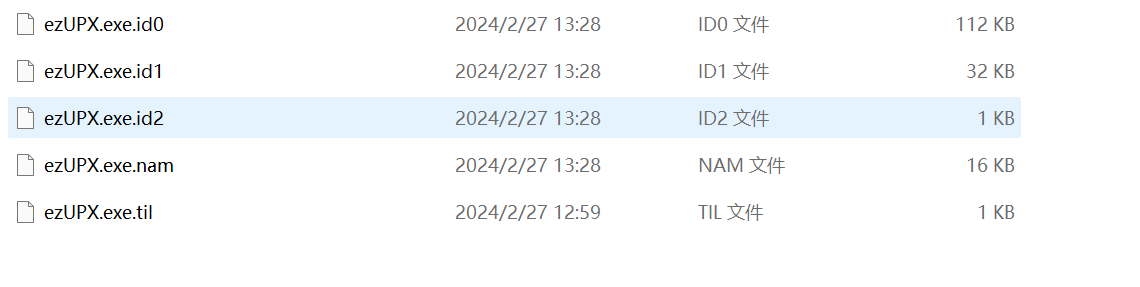 ezUPX.exe.id0 2024/2/27 13:28 ID0 文件 112 KB
ezUPX.exe.id1 2024/2/27 13:28 ID1 文件 32 KB
ezUPX.exe.id2 2024/2/27 13:28 ID2 文件 1 KB
ezUPX.exe.nam 2024/2/27 13:28 NAM 文件 16 KB
ezUPX.exe.til 2024/2/27 12:59 TIL 文件 1 KB